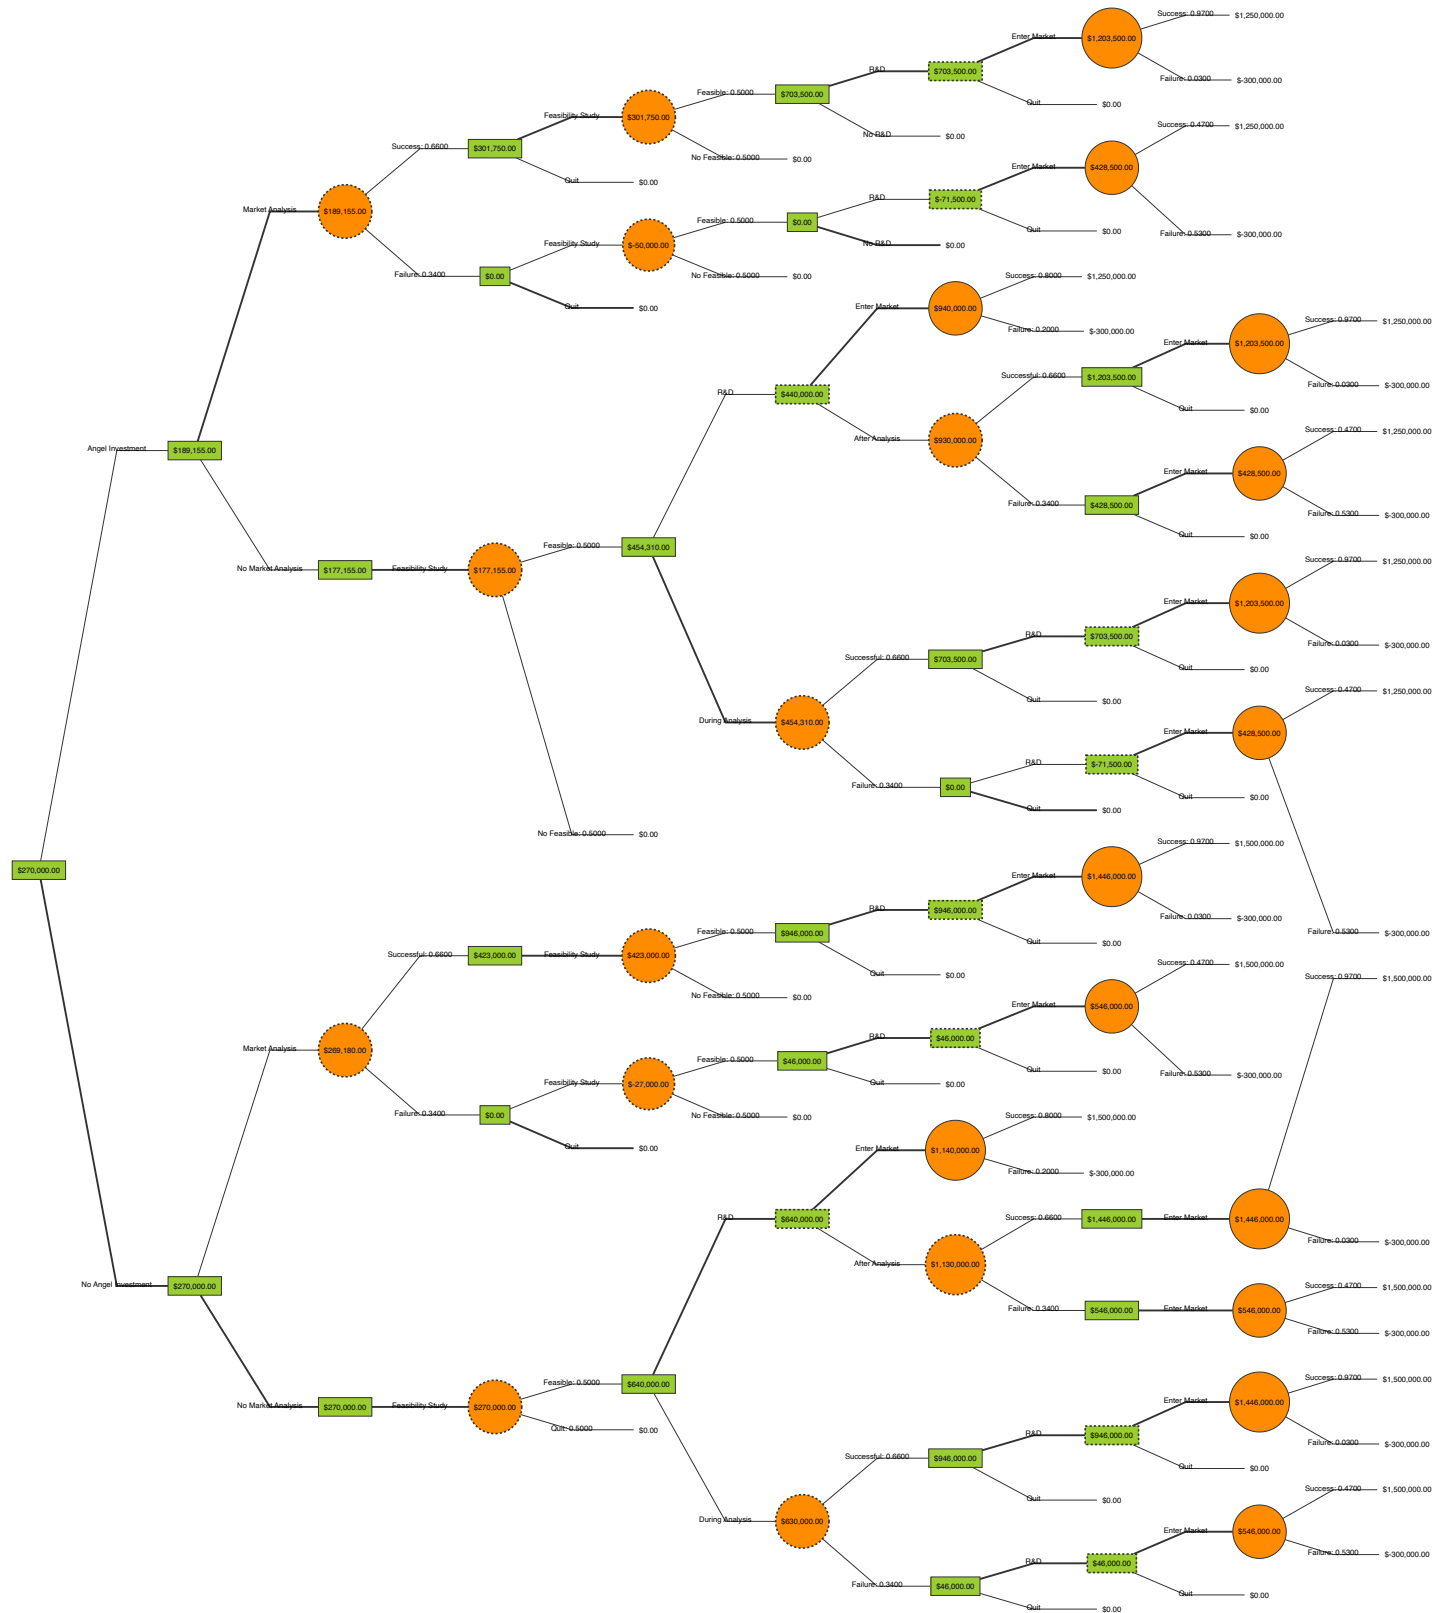 Success: 0.9700 $1,250,000.00
Enter Market $1,203,500.00
Failure: 0.0300 $-300,000.00
R&D $703,500.00
Quit $0.00
Feasible: 0.5000 $703,500.00
No R&D $0.00
Feasibility Study $301,750.00
No Feasible: 0.5000 $0.00
Success: 0.6600 $301,750.00
Quit $0.00
Success: 0.4700 $1,250,000.00
Enter Market $428,500.00
Failure: 0.5300 $-300,000.00
R&D $-71,500.00
Quit $0.00
Feasible: 0.5000 $0.00
No R&D $0.00
Feasibility Study $-50,000.00
No Feasible: 0.5000 $0.00
Market Analysis $189,155.00
Failure: 0.3400 $0.00
Quit $0.00
Success: 0.8000 $1,250,000.00
Enter Market $940,000.00
Failure: 0.2000 $-300,000.00
Success: 0.9700 $1,250,000.00
Enter Market $1,203,500.00
Failure: 0.0300 $-300,000.00
Successful: 0.6600 $1,203,500.00
Quit $0.00
R&D $440,000.00
After Analysis $930,000.00
Success: 0.4700 $1,250,000.00
Enter Market $428,500.00
Failure: 0.5300 $-300,000.00
Failure: 0.3400 $428,500.00
Quit $0.00
Angel Investment $189,155.00
No Market Analysis $177,155.00
Feasibility Study $177,155.00
Feasible: 0.5000 $454,310.00
Success: 0.9700 $1,250,000.00
Enter Market $1,203,500.00
Failure: 0.0300 $-300,000.00
R&D $703,500.00
Quit $0.00
Successful: 0.6600 $703,500.00
Quit $0.00
During Analysis $454,310.00
Success: 0.4700 $1,250,000.00
Enter Market $428,500.00
Failure: 0.5300 $-300,000.00
R&D $-71,500.00
Quit $0.00
Failure: 0.3400 $0.00
Quit $0.00
No Feasible: 0.5000 $0.00
$270,000.00
Success: 0.9700 $1,500,000.00
Enter Market $1,446,000.00
Failure: 0.0300 $-300,000.00
R&D $946,000.00
Quit $0.00
Feasible: 0.5000 $946,000.00
Quit $0.00
Successful: 0.6600 $423,000.00
Feasibility Study $423,000.00
No Feasible: 0.5000 $0.00
Success: 0.4700 $1,500,000.00
Enter Market $546,000.00
Failure: 0.5300 $-300,000.00
R&D $46,000.00
Quit $0.00
Feasible: 0.5000 $46,000.00
Quit $0.00
Market Analysis $269,180.00
Feasibility Study $-27,000.00
No Feasible: 0.5000 $0.00
Failure: 0.3400 $0.00
Quit $0.00
Success: 0.8000 $1,500,000.00
Enter Market $1,140,000.00
Failure: 0.2000 $-300,000.00
Success: 0.9700 $1,500,000.00
R&D $640,000.00
Success: 0.6600 $1,446,000.00
Enter Market $1,446,000.00
Failure: 0.0300 $-300,000.00
After Analysis $1,130,000.00
Success: 0.4700 $1,500,000.00
Failure: 0.3400 $546,000.00
Enter Market $546,000.00
Failure: 0.5300 $-300,000.00
No Angel Investment $270,000.00
No Market Analysis $270,000.00
Feasibility Study $270,000.00
Feasible: 0.5000 $640,000.00
Quit: 0.5000 $0.00
Success: 0.9700 $1,500,000.00
Enter Market $1,446,000.00
Failure: 0.0300 $-300,000.00
R&D $946,000.00
Quit $0.00
Successful: 0.6600 $946,000.00
Quit $0.00
During Analysis $630,000.00
Success: 0.4700 $1,500,000.00
Enter Market $546,000.00
Failure: 0.5300 $-300,000.00
R&D $46,000.00
Quit $0.00
Failure: 0.3400 $46,000.00
Quit $0.00